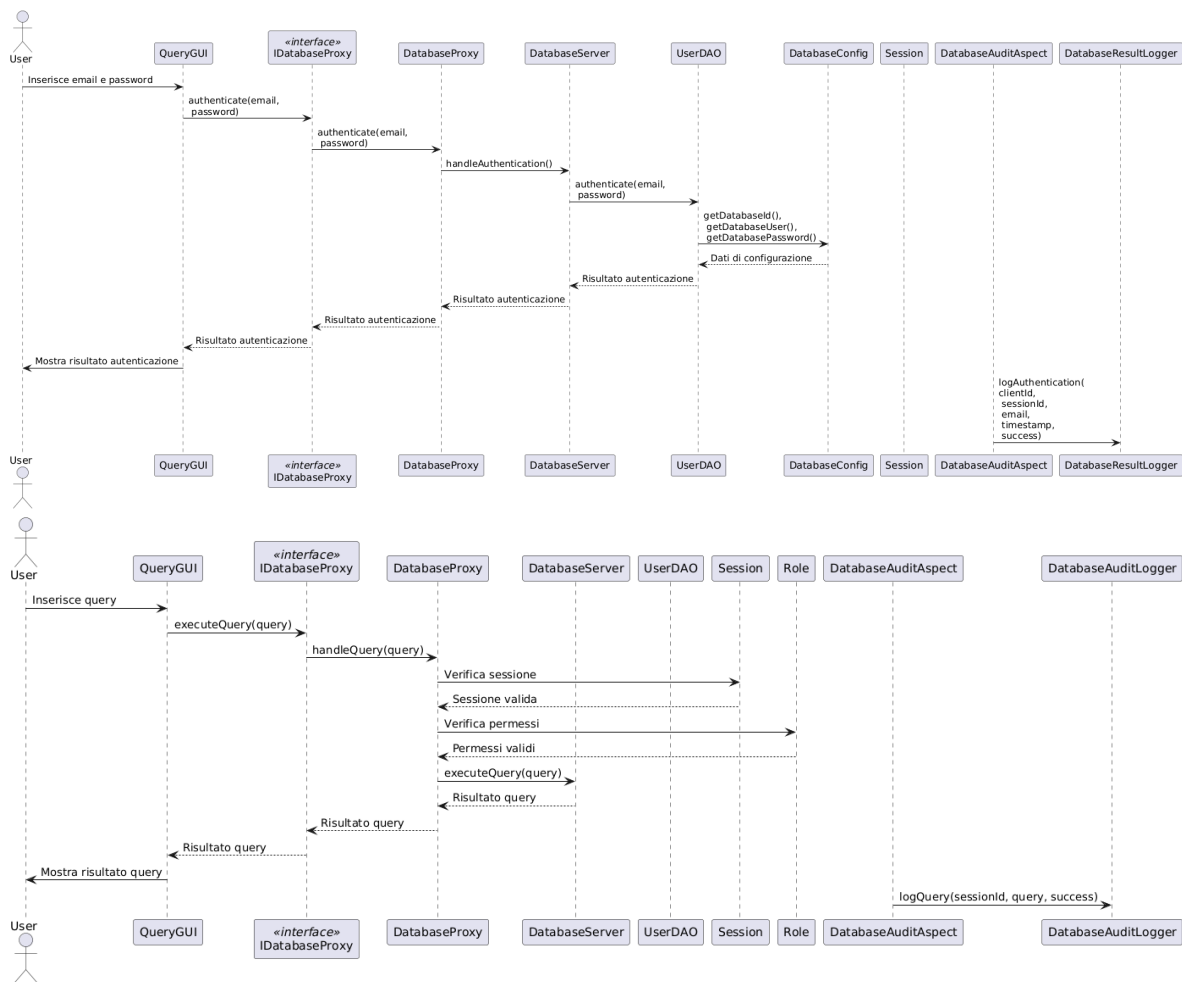 User
QueryGUI
«interface»
IDatabaseProxy
DatabaseProxy
DatabaseServer
UserDAO
DatabaseConfig
Session
DatabaseAuditAspect
DatabaseResultLogger
Inserisce email e password
authenticate(email,
password)
authenticate(email,
password)
handleAuthentication()
authenticate(email,
password)
getDatabaseId(),
getDatabaseUser(),
getDatabasePassword()
Dati di configurazione
Risultato autenticazione
Risultato autenticazione
Risultato autenticazione
Risultato autenticazione
Mostra risultato autenticazione
logAuthentication(
clientId,
sessionId,
email,
timestamp,
success)
User
QueryGUI
«interface»
IDatabaseProxy
DatabaseProxy
DatabaseServer
UserDAO
DatabaseConfig
Session
DatabaseAuditAspect
DatabaseResultLogger
User
QueryGUI
«interface»
IDatabaseProxy
DatabaseProxy
DatabaseServer
UserDAO
Session
Role
DatabaseAuditAspect
DatabaseAuditLogger
Inserisce query
executeQuery(query)
handleQuery(query)
Verifica sessione
Sessione valida
Verifica permessi
Permessi validi
executeQuery(query)
Risultato query
Risultato query
Risultato query
Mostra risultato query
logQuery(sessionId, query, success)
User
QueryGUI
«interface»
IDatabaseProxy
DatabaseProxy
DatabaseServer
UserDAO
Session
Role
DatabaseAuditAspect
DatabaseAuditLogger